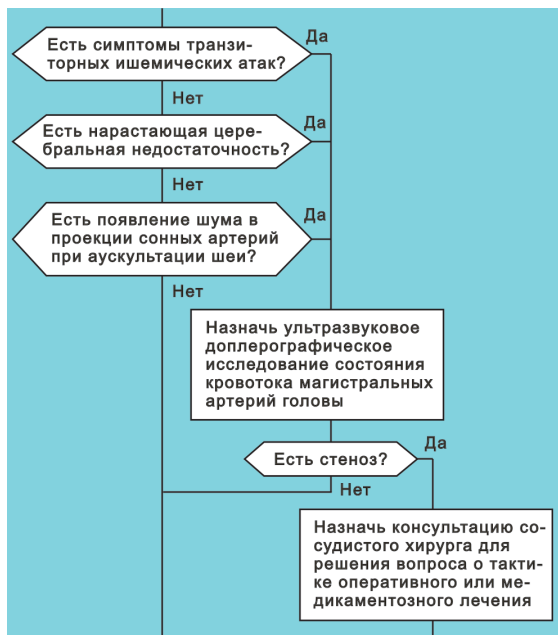 Есть симптомы транзи-
торных ишемических атак?
Да
Нет
Есть нарастающая цере-
бральная недостаточность?
Да
Нет
Есть появление шума в
проекции сонных артерий
при аускультации шеи?
Да
Нет
Назначь ультразвуковое
доплерографическое
исследование состояния
кровотока магистральных
артерий головы
Есть стеноз?
Да
Нет
Назначь консультацию со-
судистого хирурга для
решения вопроса о такти-
ке оперативного или ме-
дикаментозного лечения